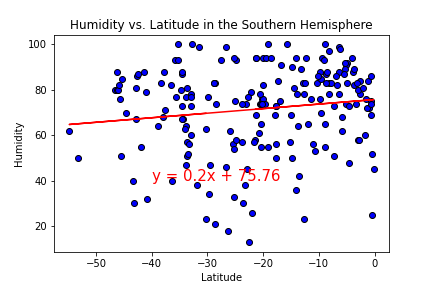 Humidity vs. Latitude in the Southern Hemisphere
100
80
60
40
20
Humidity
y = 0.2x + 75.76
−50 −40 −30 −20 −10 0
Latitude